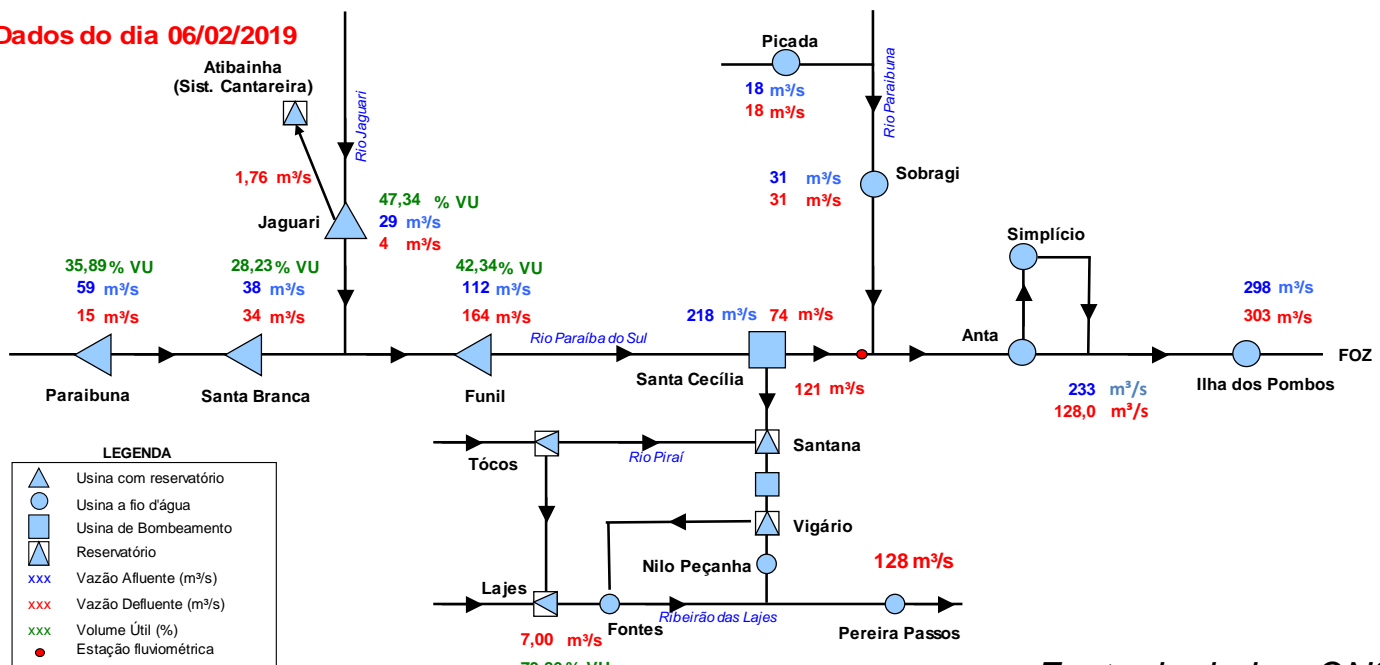 Dados do dia 06/02/2019
Atibainha
(Sist. Cantareira)
Rio Jaguari
1,76 m³/s
Jaguari
47,34 % VU
29 m³/s
4 m³/s
Picada
18 m³/s
18 m³/s
Rio Paraibuna
31 m³/s
31 m³/s
Sobragi
Simplício
35,89 % VU
59 m³/s
15 m³/s
28,23 % VU
38 m³/s
34 m³/s
42,34 % VU
112 m³/s
164 m³/s
Rio Paraíba do Sul
218 m³/s 74 m³/s
298 m³/s
303 m³/s
Anta
FOZ
Paraibuna
Santa Branca
Funil
Santa Cecília
121 m³/s
233 m³/s
128,0 m³/s
Ilha dos Pombos
Tócos
Rio Piraí
Santana
Vigário
Nilo Peçanha
128 m³/s
Lajes
Fontes
Ribeirão das Lajes
Pereira Passos
7,00 m³/s
LEGENDA
Usina com reservatório
Usina a fio d'água
Usina de Bombeamento
Reservatório
xxx Vazão Afluente (m³/s)
xxx Vazão Defluente (m³/s)
xxx Volume Útil (%)
Estação fluviométrica